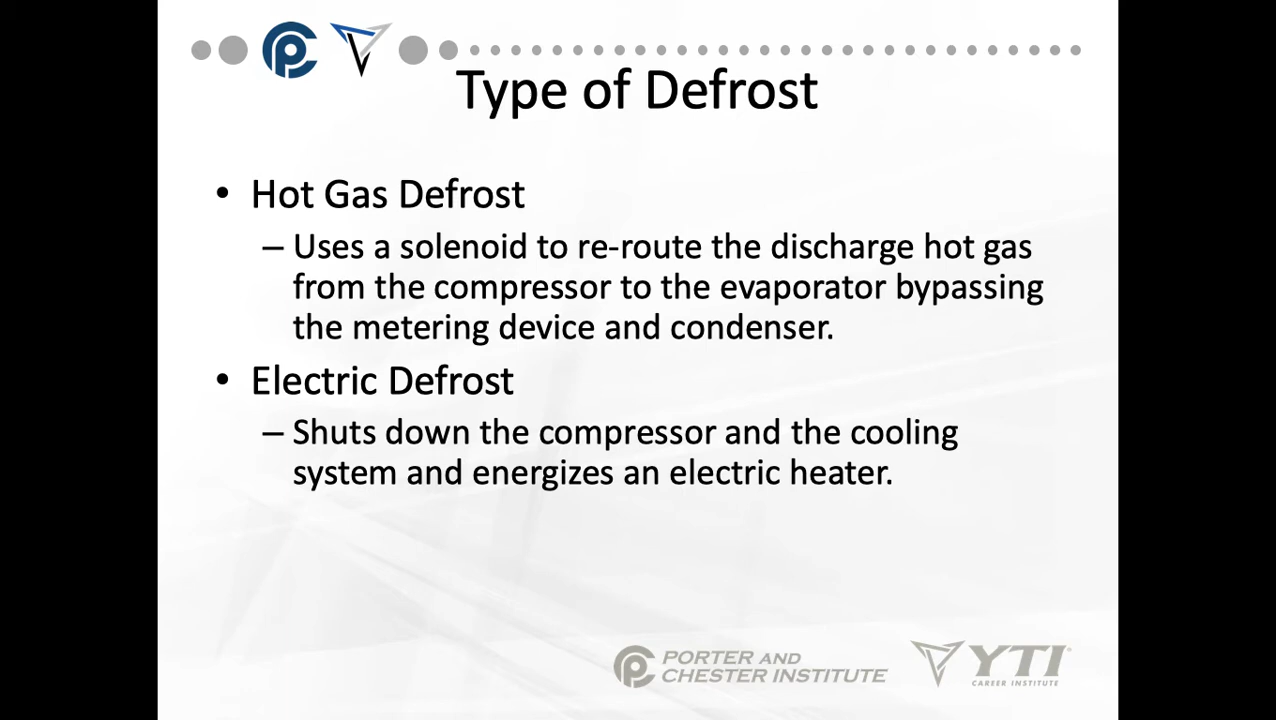 Type of Defrost
• Hot Gas Defrost
– Uses a solenoid to re-route the discharge hot gas
from the compressor to the evaporator bypassing
the metering device and condenser.
• Electric Defrost
– Shuts down the compressor and the cooling
system and energizes an electric heater.
PORTER AND
CHESTER INSTITUTE
YTI
CAREER INSTITUTE